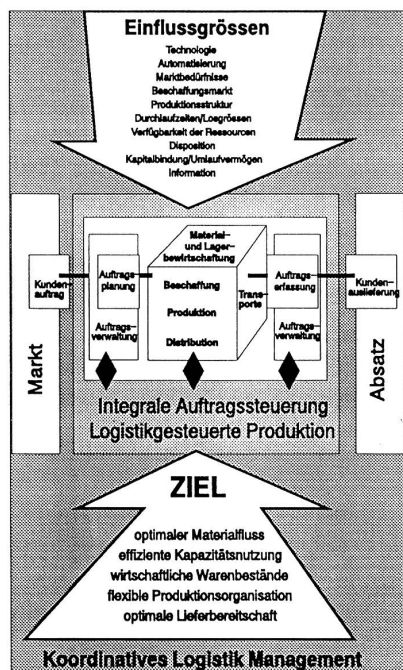 Einflussgrössen
Technologie
Automatisierung
Marktbedürfnisse
Beschaffungsmarkt
Produktionsstruktur
Durchlaufzeiten/Losgrössen
Verfügbarkeit der Ressourcen
Disposition
Kapitalbindung/Umlaufvermögen
Information
Markt
Kunden-
auftrag
Auftrags-
planung
Auftrags-
verwaltung
Material-
und Lager-
bewirtschaftung
Beschaffung
Produktion
Distribution
Trans-
porte
Auftrags-
erfassung
Auftrags-
verwaltung
Kunden-
auslieferung
Absatz
Integrale Auftragssteuerung
Logistikgesteuerte Produktion
ZIEL
optimaler Materialfluss
effiziente Kapazitätsnutzung
wirtschaftliche Warenbestände
flexible Produktionsorganisation
optimale Lieferbereitschaft
Koordinatives Logistik Management